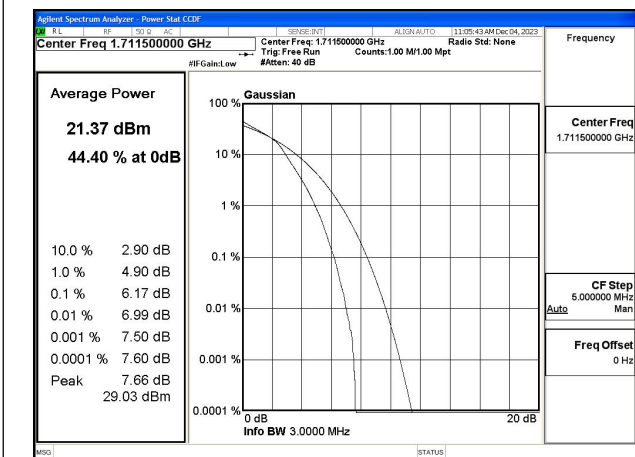 Agilent Spectrum Analyzer - Power Stat CCDF
RL RF 50 Ω AC SENSE:INT ALIGN AUTO 11:05:43 AM Dec 04, 2023
Center Freq 1.711500000 GHz
Center Freq: 1.711500000 GHz Radio Std: None
Trig: Free Run Counts:1.00 M/1.00 Mpt
#IFGain:Low #Atten: 40 dB
Frequency
Average Power
21.37 dBm
44.40 % at 0dB
10.0 % 2.90 dB
1.0 % 4.90 dB
0.1 % 6.17 dB
0.01 % 6.99 dB
0.001 % 7.50 dB
0.0001 % 7.60 dB
Peak 7.66 dB
29.03 dBm
Gaussian
100 %
10 %
1 %
0.1 %
0.01 %
0.001 %
0.0001 %
0 dB 20 dB
Info BW 3.0000 MHz
Center Freq
1.711500000 GHz
CF Step
5.000000 MHz
Auto Man
Freq Offset
0 Hz
MSG STATUS